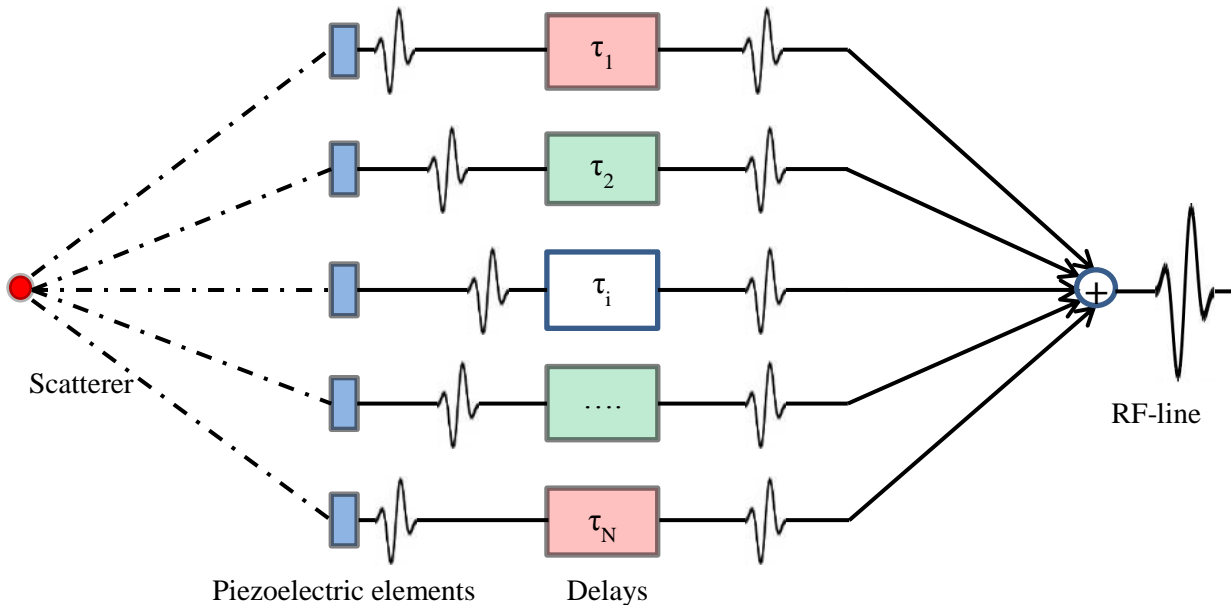 τ1
τ2
τi
Scatterer
....
+
RF-line
τN
Piezoelectric elements
Delays